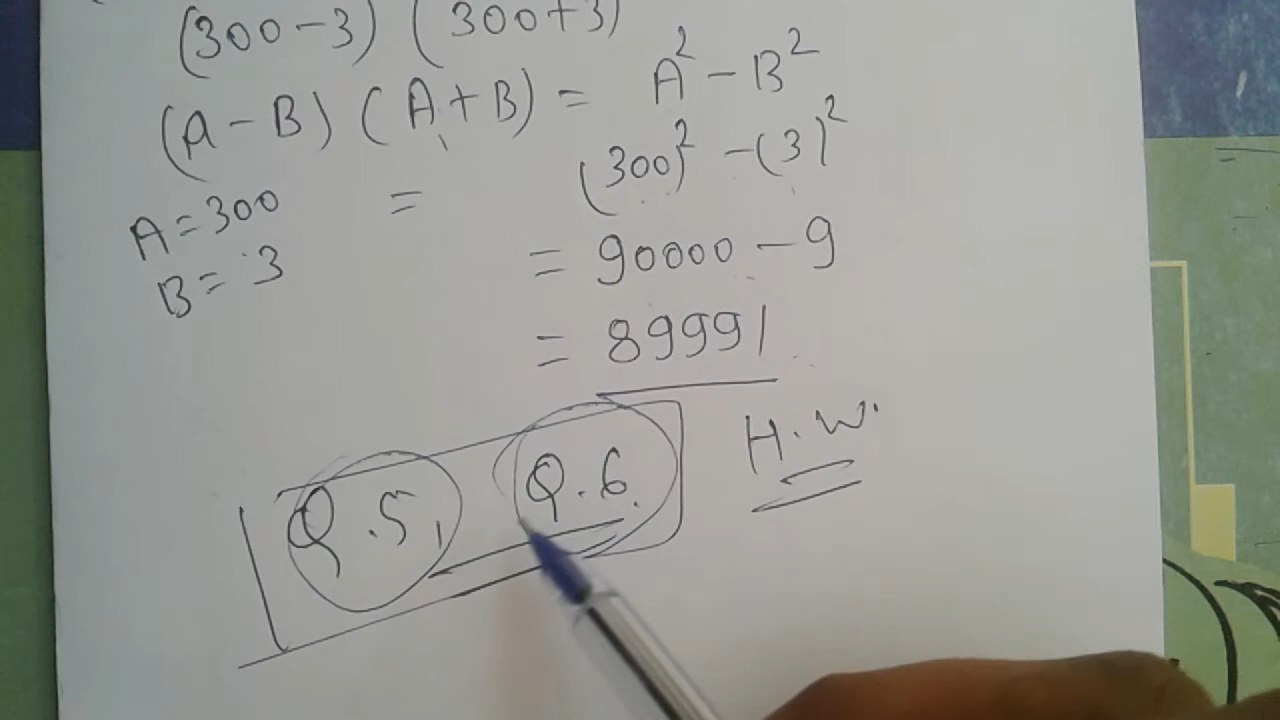 (300-3) (300+3)
(A-B) (A+B) = A² - B²
A=300 = (300)² - (3)²
B= 3 = 90000 - 9
= 89991
Q.5, Q.6. H.W.